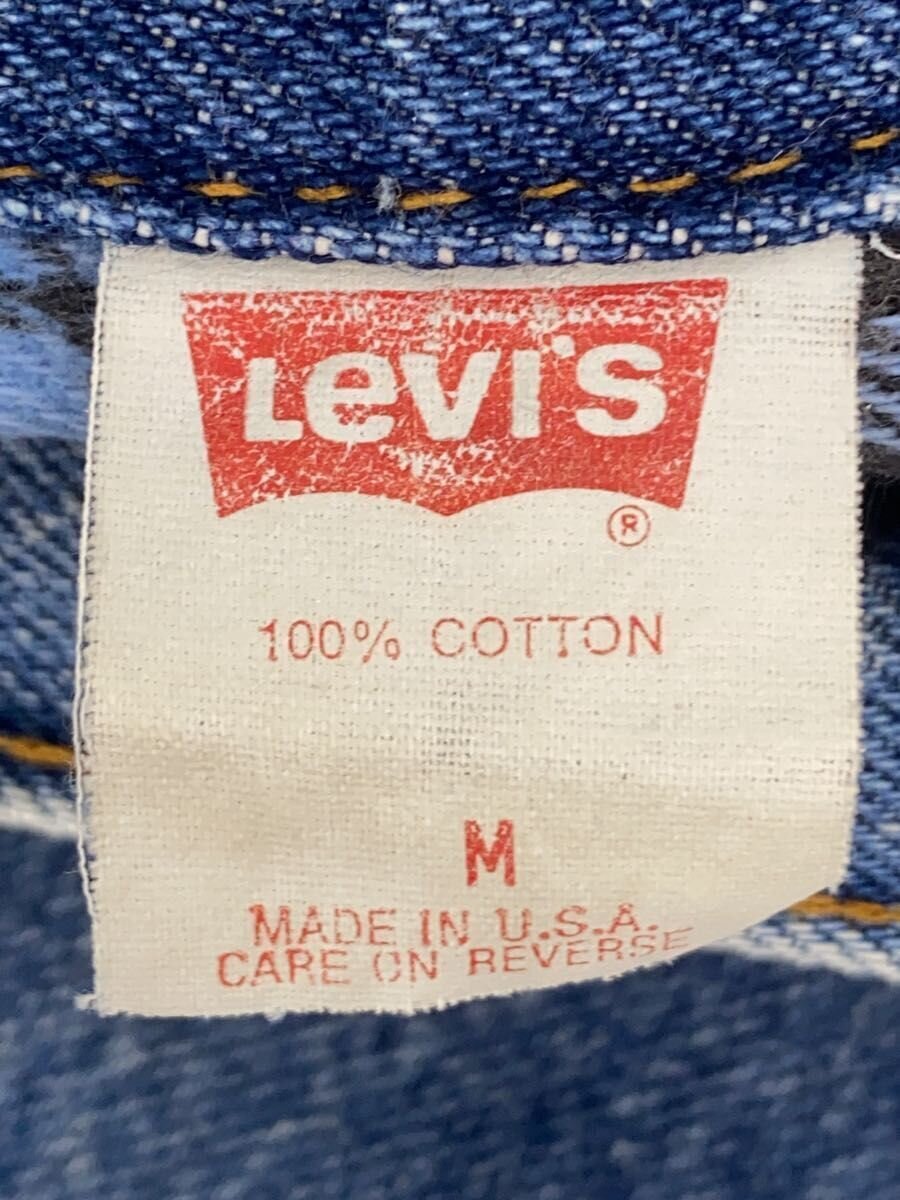 Levi's
®
100% COTTON
M
MADE IN U.S.A.
CARE ON REVERSE